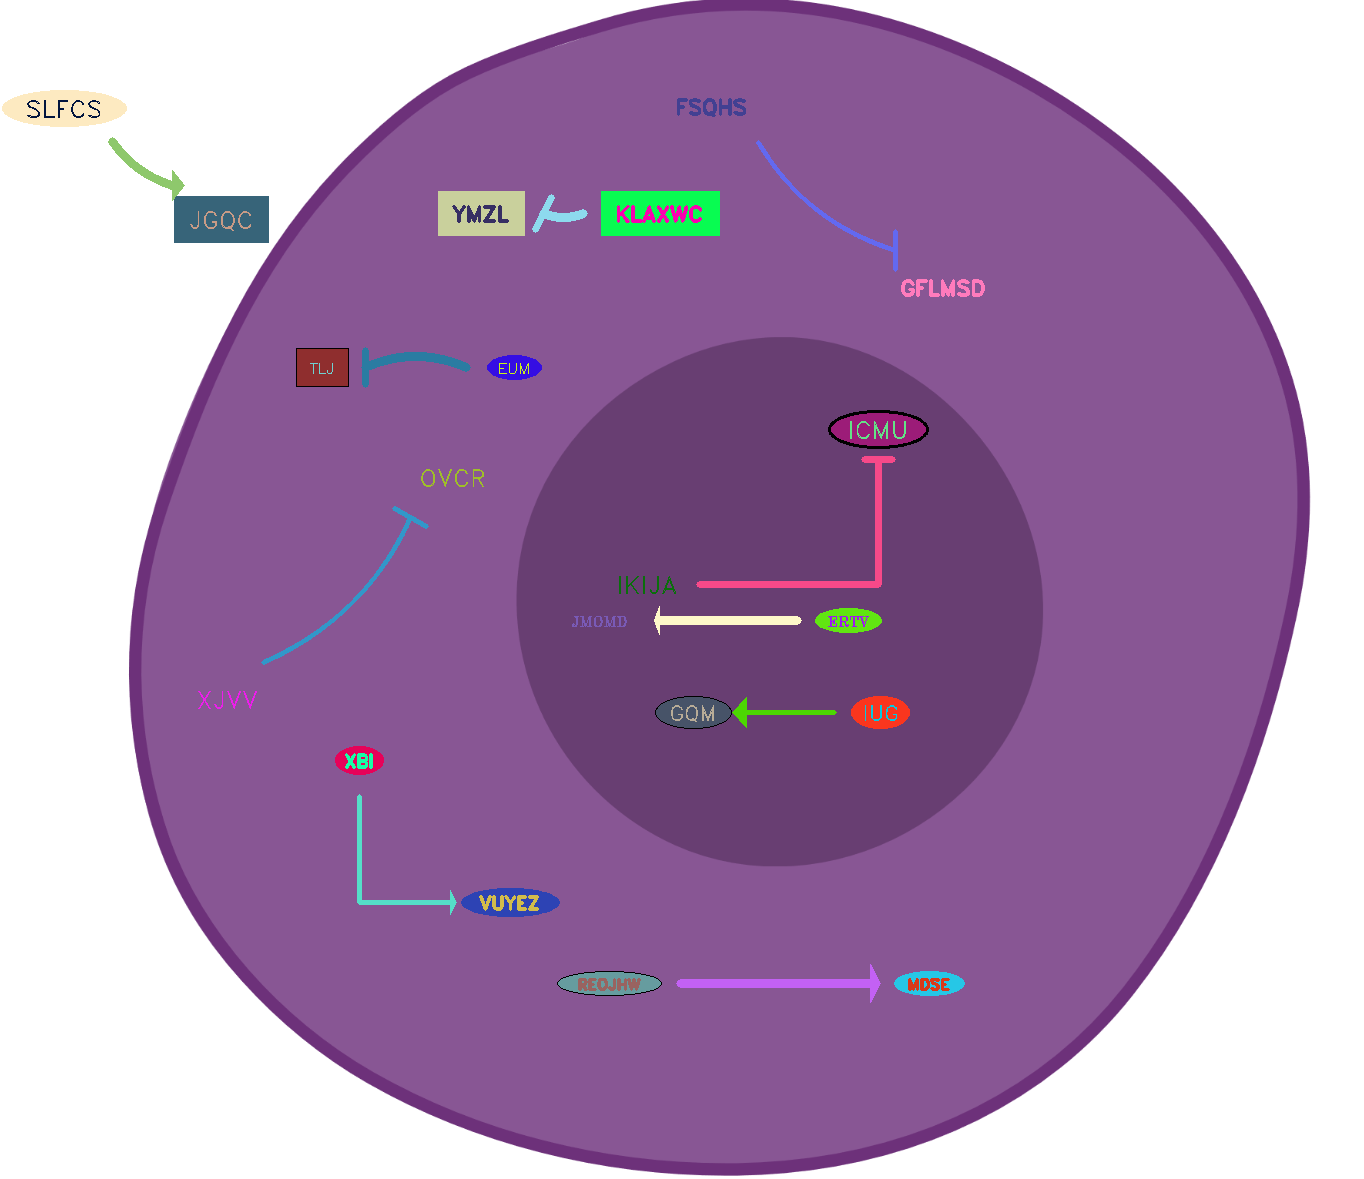 SLFCS
FSQHS
JGQC
YMZL
KLAXWC
GFLMSD
TLJ
EUM
ICMU
OVCR
IKIJA
JMOMD
ERTV
XJVV
GQM
IUG
XBI
VUYEZ
REOJHW
MDSE